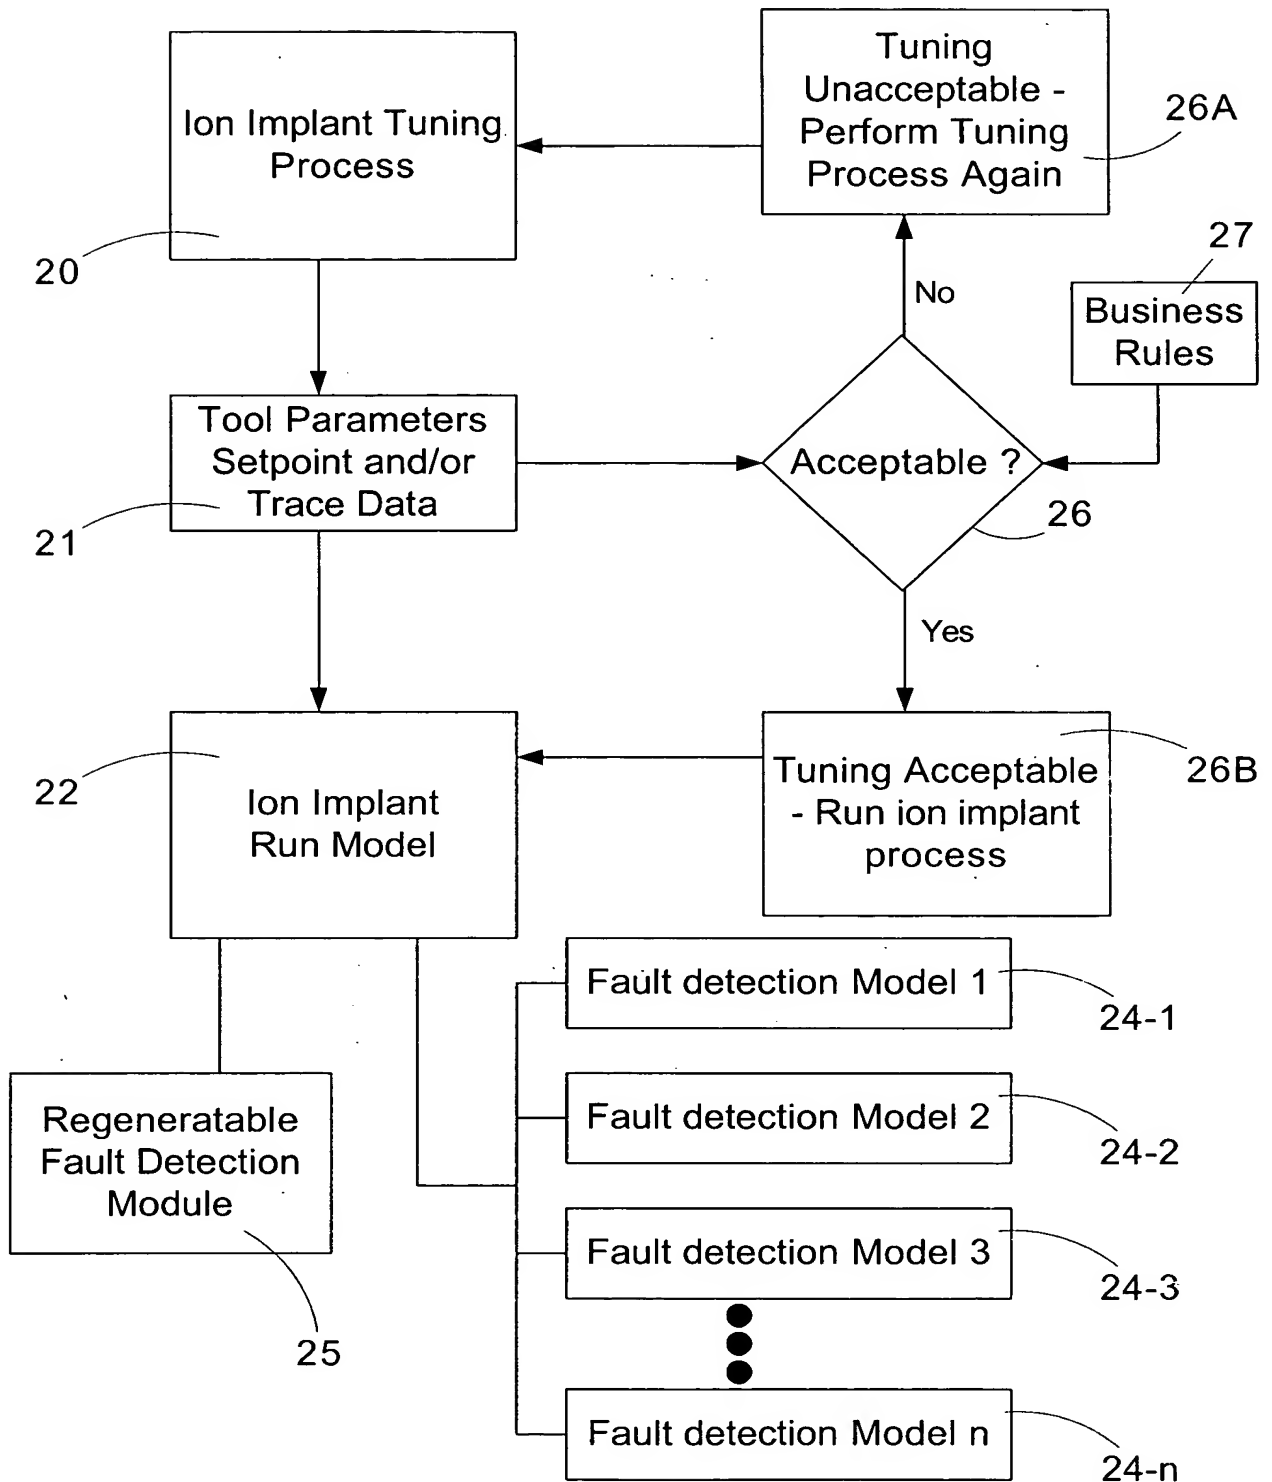 Ion Implant Tuning
Process
20
Tuning
Unacceptable -
Perform Tuning
Process Again
26A
27
Business
Rules
No
Tool Parameters
Setpoint and/or
Trace Data
21
Acceptable ?
26
Yes
Ion Implant
Run Model
22
Tuning Acceptable
- Run ion implant
process
26B
Fault detection Model 1
24-1
Regeneratable
Fault Detection
Module
25
Fault detection Model 2
24-2
Fault detection Model 3
24-3
Fault detection Model n
24-n